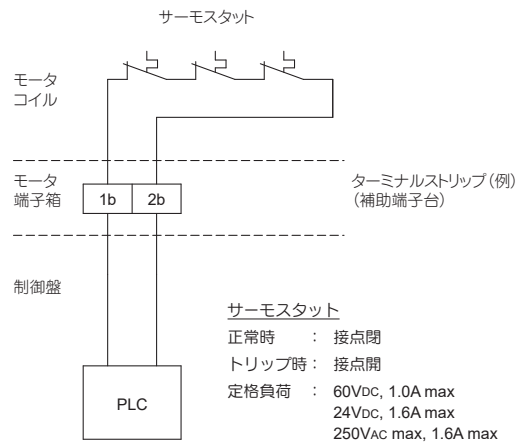 サーモスタット
モータ
コイル
モータ
端子箱
1b
2b
ターミナルストリップ(例)
(補助端子台)
制御盤
PLC
サーモスタット
正常時 : 接点閉
トリップ時 : 接点開
定格負荷 : 60VDC, 1.0A max
24VDC, 1.6A max
250VAC max, 1.6A max